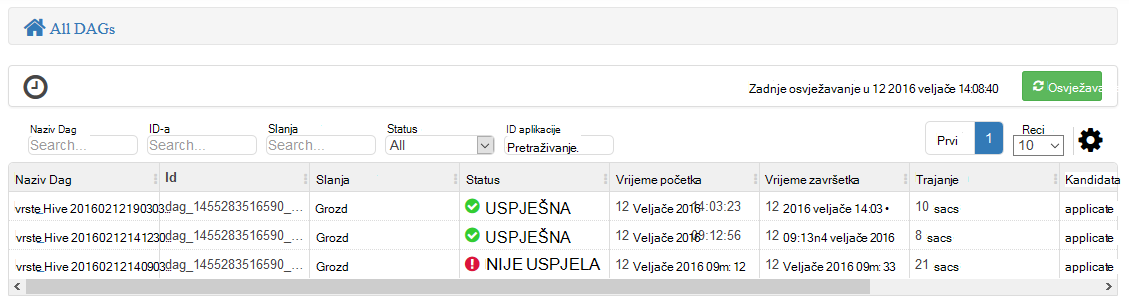 All DAGs
Zadnje osvježavanje u 12 2016 veljače 14:08:40 Osvježava
Naziv Dag ID-a Slanja Status ID aplikacije Prvi 1 Reci
Search... Search... Search... All Pretraživanje. 10
Naziv Dag Id Slanja Status Vrijeme početka Vrijeme završetka Trajanje Kandidata
vrste_Hive 20160212190303... dag_1455283516590_... Grozd USPJEŠNA 12 Veljače 2016 14:03:23 12 2016 veljače 14:03 • 10 sacs applicate
vrste_Hive 20160212141230... dag_1455283516590_... Grozd USPJEŠNA 12 Veljače 2016 09:12:56 12 09:13n4 veljače 2016 8 sacs applicate
vrste_Hive 20160212140903... dag_1455283516590_... Grozd NIJE USPJELA 12 Veljače 2016 09m: 12 12 Veljače 2016 09m: 33 21 sacs applicate